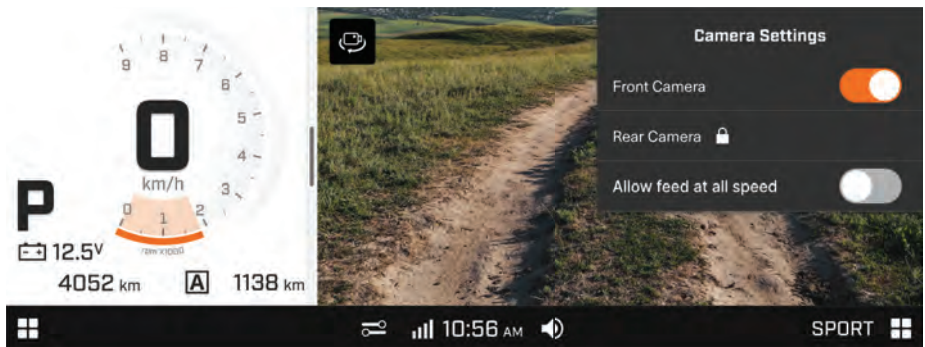 Camera Settings
Front Camera
Rear Camera
Allow feed at all speed
9
8
7
6
5
4
3
2
1
0
0
km/h
RPM X1000
P
12.5V
4052 km
A
1138 km
10:56 AM
SPORT